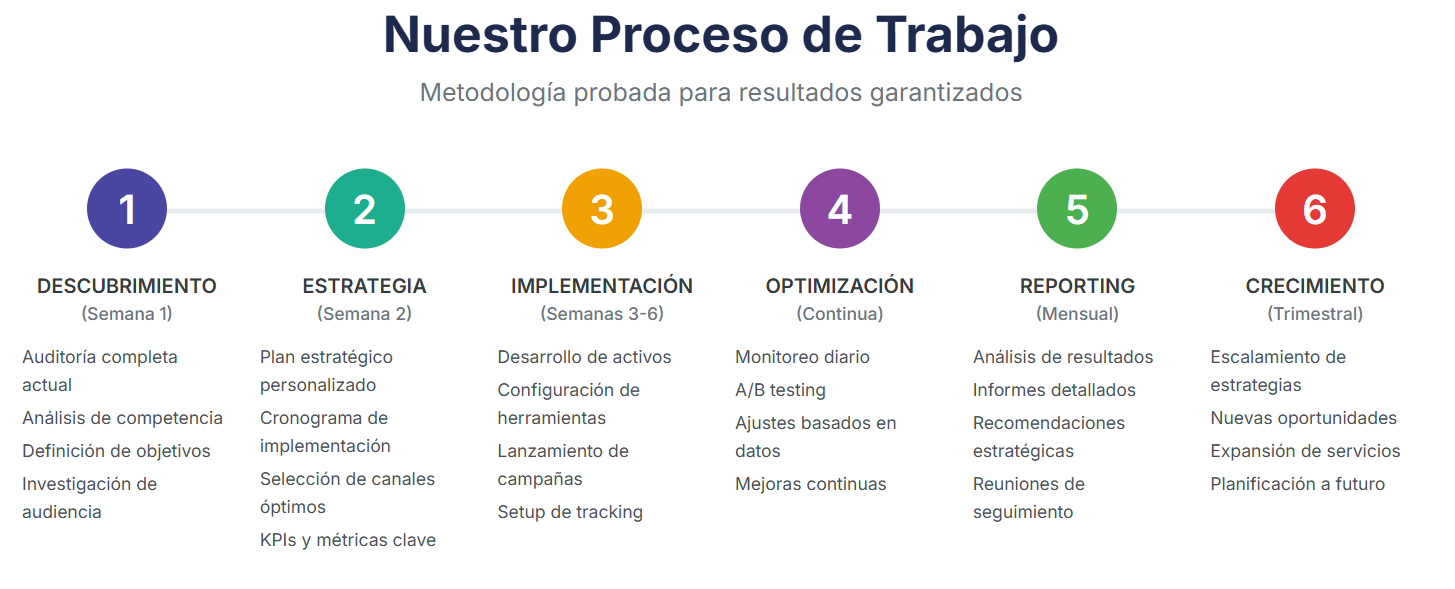 Nuestro Proceso de Trabajo
Metodología probada para resultados garantizados
1
DESCUBRIMIENTO
(Semana 1)
Auditoría completa
actual
Análisis de competencia
Definición de objetivos
Investigación de
audiencia
2
ESTRATEGIA
(Semana 2)
Plan estratégico
personalizado
Cronograma de
implementación
Selección de canales
óptimos
KPIs y métricas clave
3
IMPLEMENTACIÓN
(Semanas 3-6)
Desarrollo de activos
Configuración de
herramientas
Lanzamiento de
campañas
Setup de tracking
4
OPTIMIZACIÓN
(Continua)
Monitoreo diario
A/B testing
Ajustes basados en
datos
Mejoras continuas
5
REPORTING
(Mensual)
Análisis de resultados
Informes detallados
Recomendaciones
estratégicas
Reuniones de
seguimiento
6
CRECIMIENTO
(Trimestral)
Escalamiento de
estrategias
Nuevas oportunidades
Expansión de servicios
Planificación a futuro